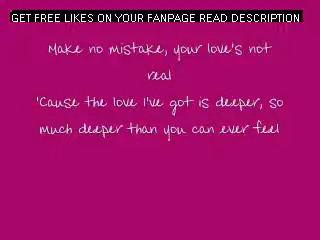 GET FREE LIKES ON YOUR FANPAGE READ DESCRIPTION
Make no mistake, your love's not
real
'Cause the love I've got is deeper, so
much deeper than you can ever feel